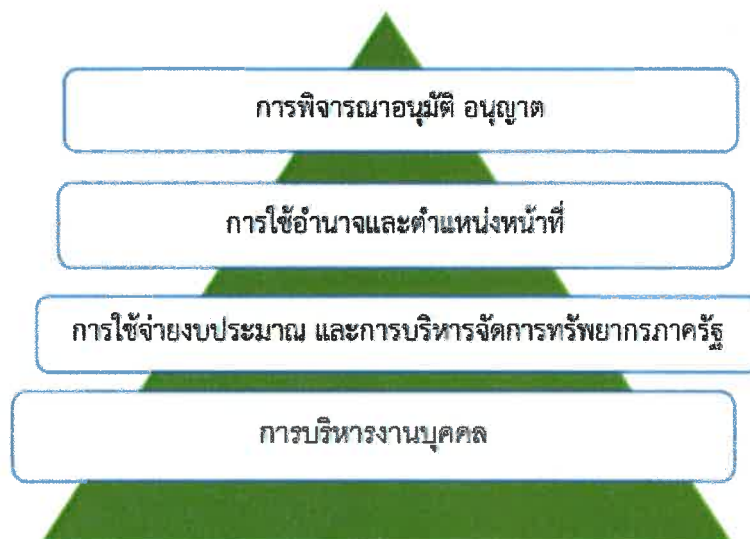 การพิจารณาอนุมัติ อนุญาต
การใช้อำนาจและตำแหน่งหน้าที่
การใช้จ่ายงบประมาณ และการบริหารจัดการทรัพยากรภาครัฐ
การบริหารงานบุคคล